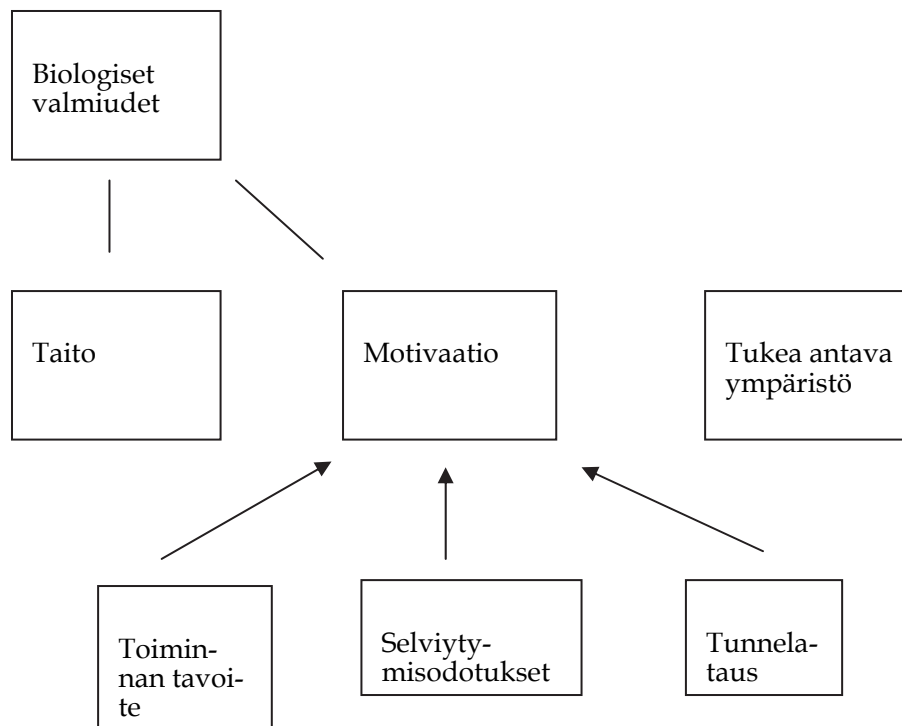 Biologiset
valmiudet
Taito
Motivaatio
Tukea antava
ympäristö
Toimin-
nan tavoi-
te
Selviyty-
misodotukset
Tunnela-
taus